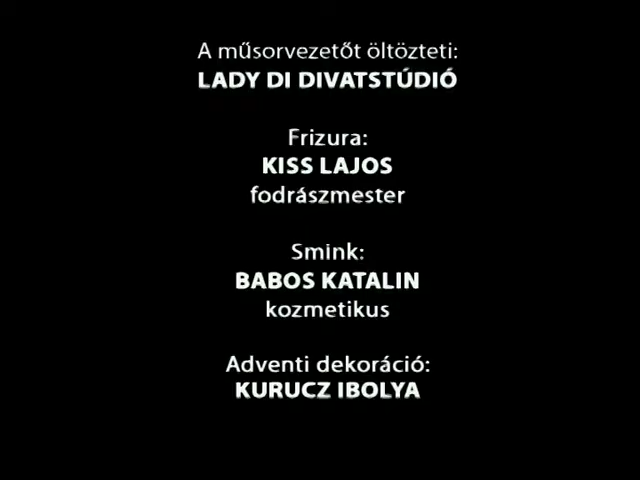 A műsorvezetőt öltözteti:
LADY DI DIVATSTÚDIÓ
Frizura:
KISS LAJOS
fodrászmester
Smink:
BABOS KATALIN
kozmetikus
Adventi dekoráció:
KURUCZ IBOLYA